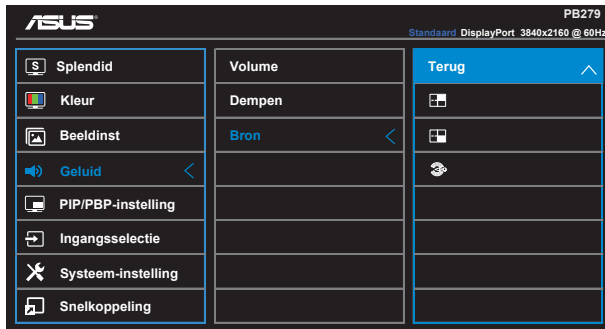 ASUS
PB279
Standaard DisplayPort 3840x2160 @ 60Hz
S Splendid
Kleur
Beeldinst
Geluid
PIP/PBP-instelling
Ingangsselectie
Systeem-instelling
Snelkoppeling
Volume
Dempen
Bron
Terug